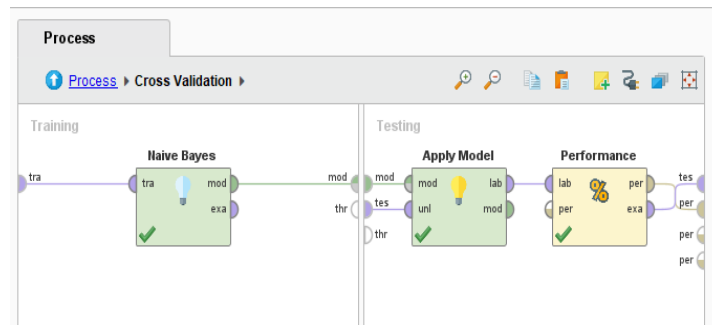 Process
Process ▸ Cross Validation ▸
Training
Testing
Naive Bayes
Apply Model
Performance
tra
tra
mod
exa
mod
thr
mod
tes
thr
mod
unl
lab
mod
lab
per
%
per
exa
tes
per
per
per